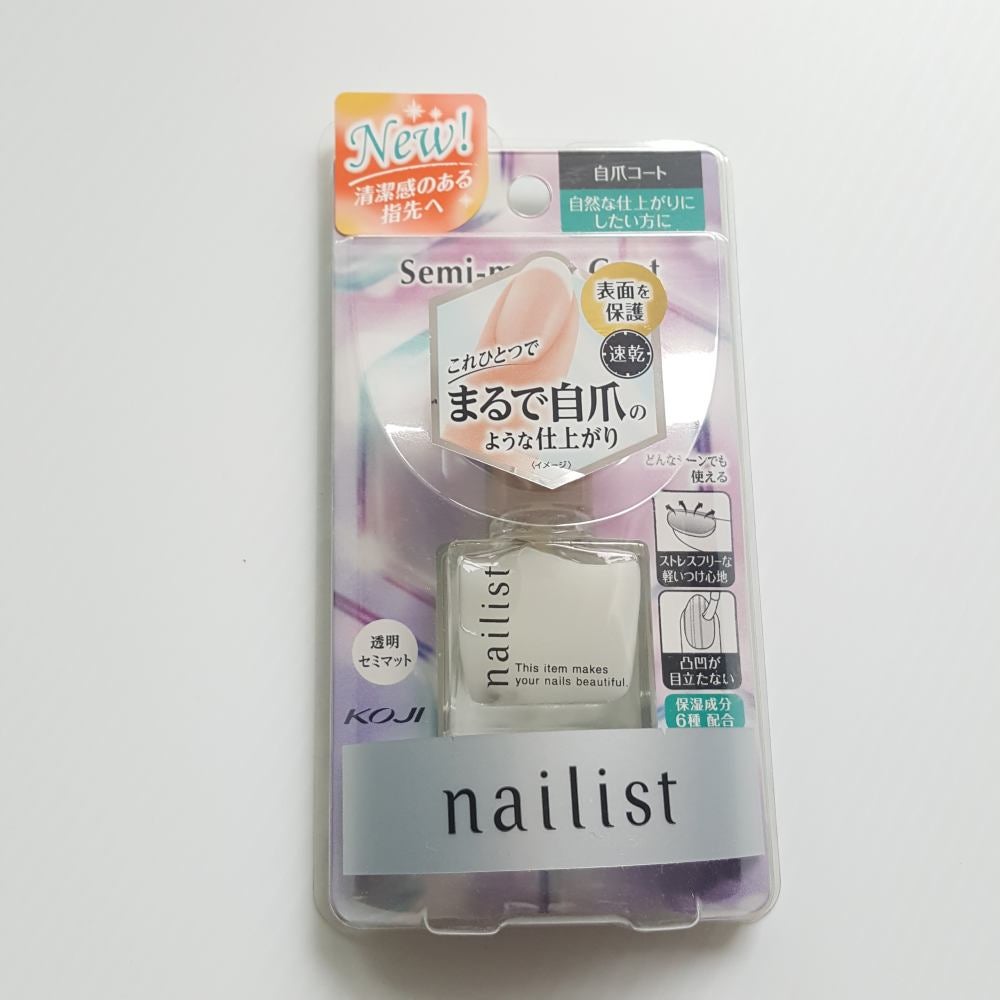 New!
清潔感のある
指先へ
自爪コート
自然な仕上がりに
したい方に
表面を
保護
速乾
これひとつで
まるで自爪の
ような仕上がり
〈イメージ〉
使える
ストレスフリーな
軽いつけ心地
凸凹が
目立たない
保湿成分
6種 配合
透明
セミマット
KOJI
nailist
This item makes
your nails beautiful.
nailist